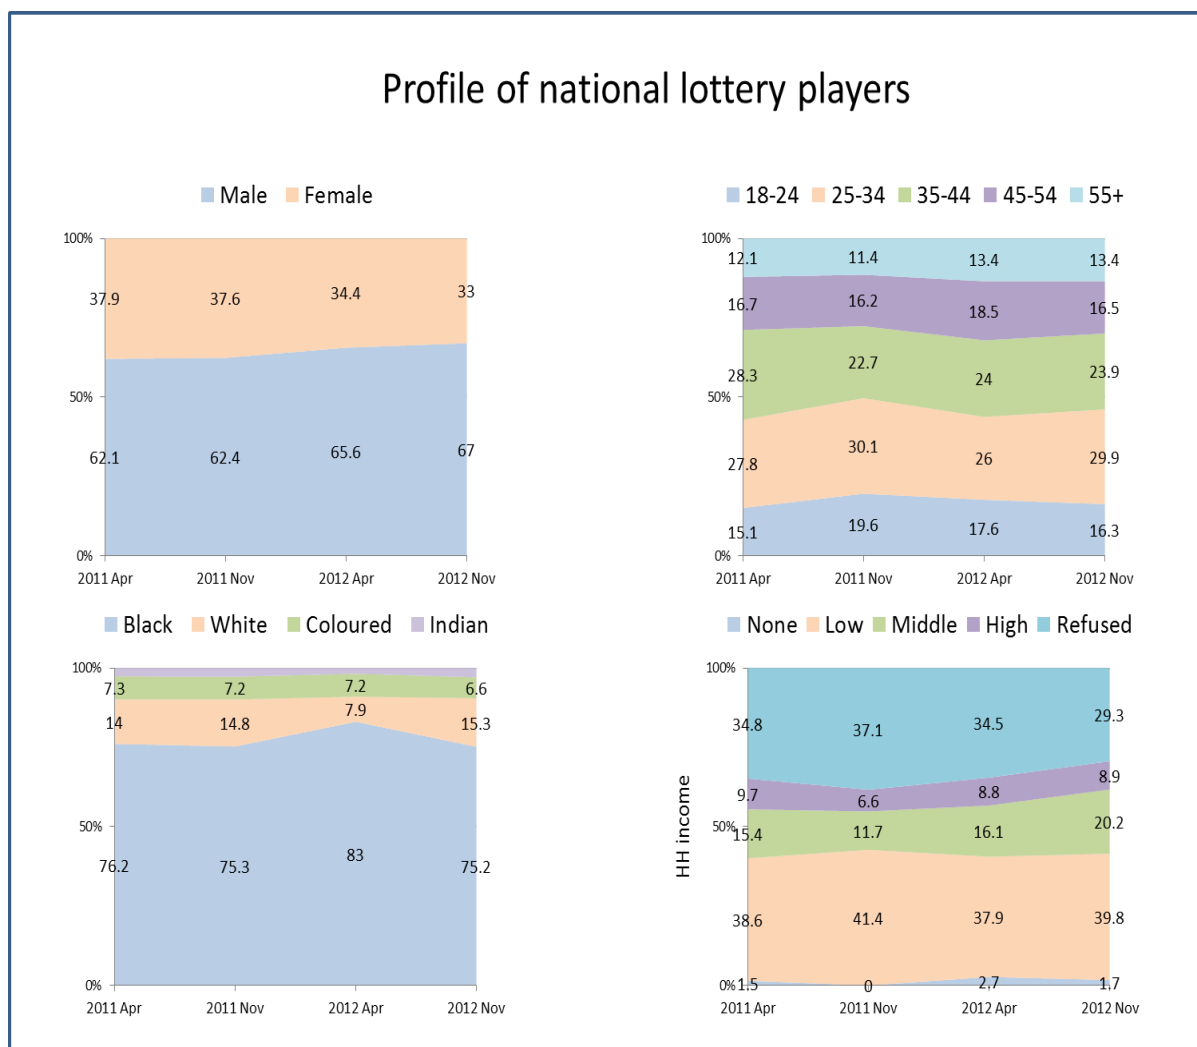 Profile of national lottery players
Male Female
100%
37.9 37.6 34.4 33
50%
62.1 62.4 65.6 67
0%
2011 Apr 2011 Nov 2012 Apr 2012 Nov
18-24 25-34 35-44 45-54 55+
100%
12.1 11.4 13.4 13.4
16.7 16.2 18.5 16.5
28.3 22.7 24 23.9
50%
27.8 30.1 26 29.9
15.1 19.6 17.6 16.3
0%
2011 Apr 2011 Nov 2012 Apr 2012 Nov
Black White Coloured Indian
100%
7.3 7.2 7.2 6.6
14 14.8 7.9 15.3
50%
76.2 75.3 83 75.2
0%
2011 Apr 2011 Nov 2012 Apr 2012 Nov
None Low Middle High Refused
100%
34.8 37.1 34.5 29.3
9.7 6.6 8.8 8.9
50%
15.4 11.7 16.1 20.2
HH income
38.6 41.4 37.9 39.8
0% 1.5 0 2.7 1.7
2011 Apr 2011 Nov 2012 Apr 2012 Nov